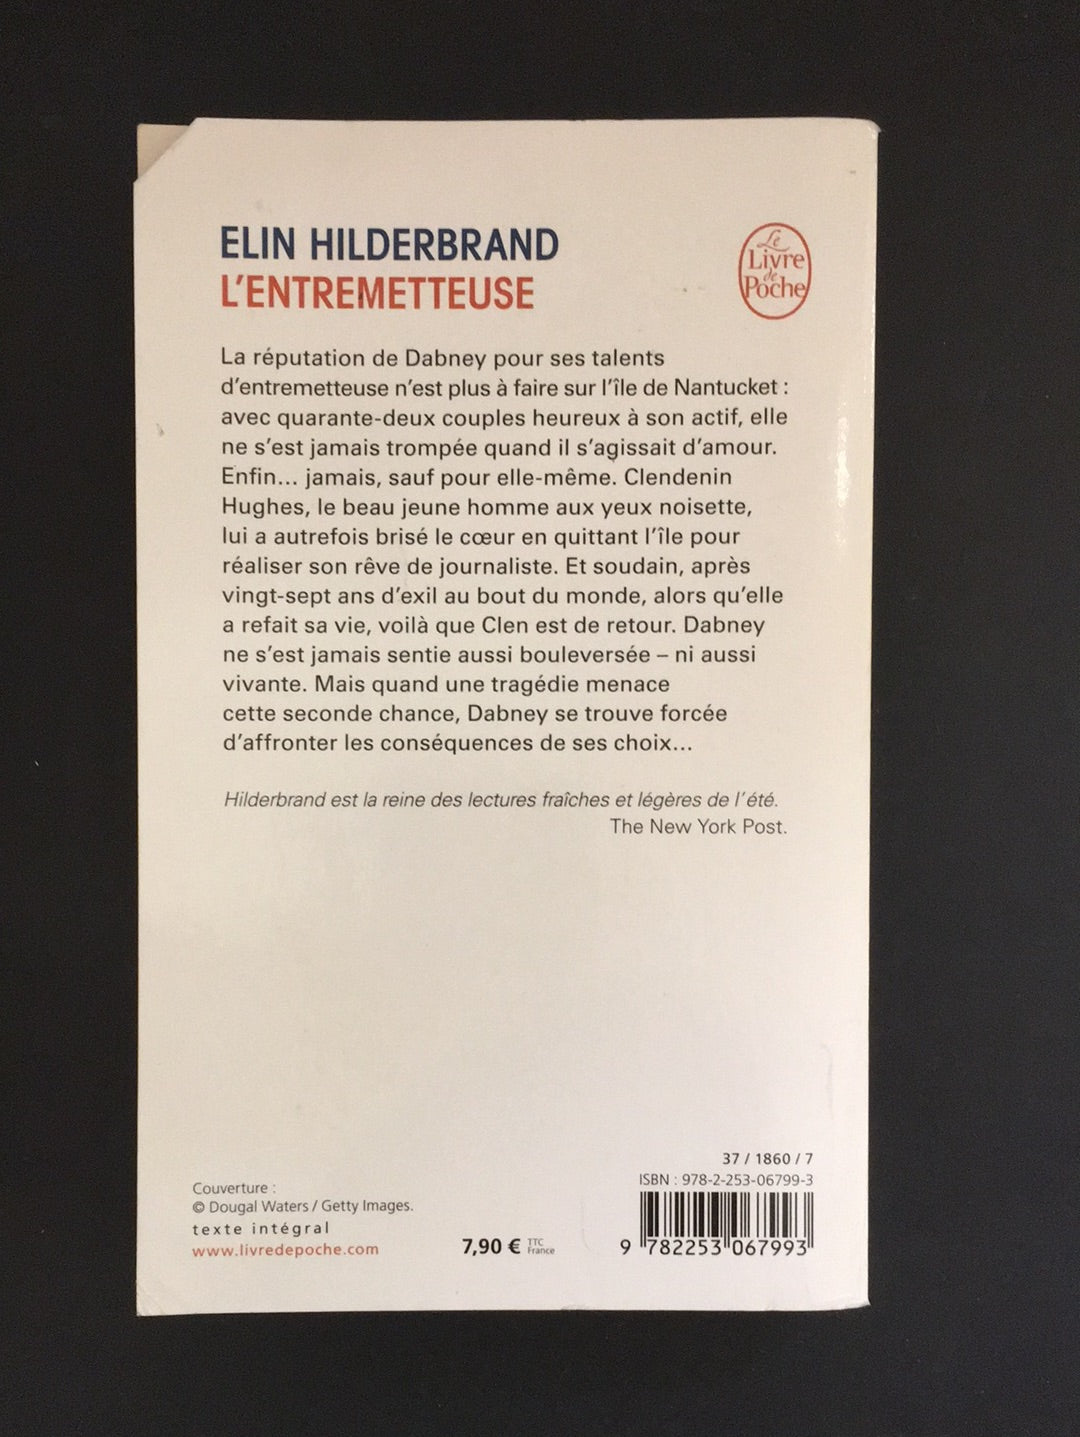 ELIN HILDERBRAND
L'ENTREMETTEUSE
Le
Livre
de
Poche
La réputation de Dabney pour ses talents
d'entremetteuse n'est plus à faire sur l'île de Nantucket :
avec quarante-deux couples heureux à son actif, elle
ne s'est jamais trompée quand il s'agissait d'amour.
Enfin... jamais, sauf pour elle-même. Clendenin
Hughes, le beau jeune homme aux yeux noisette,
lui a autrefois brisé le cœur en quittant l'île pour
réaliser son rêve de journaliste. Et soudain, après
vingt-sept ans d'exil au bout du monde, alors qu'elle
a refait sa vie, voilà que Clen est de retour. Dabney
ne s'est jamais sentie aussi bouleversée – ni aussi
vivante. Mais quand une tragédie menace
cette seconde chance, Dabney se trouve forcée
d'affronter les conséquences de ses choix...
Hilderbrand est la reine des lectures fraîches et légères de l'été.
The New York Post.
37 / 1860 / 7
ISBN : 978-2-253-06799-3
Couverture :
© Dougal Waters / Getty Images.
texte intégral
www.livredepoche.com
7,90 € TTC
France
9 782253 067993